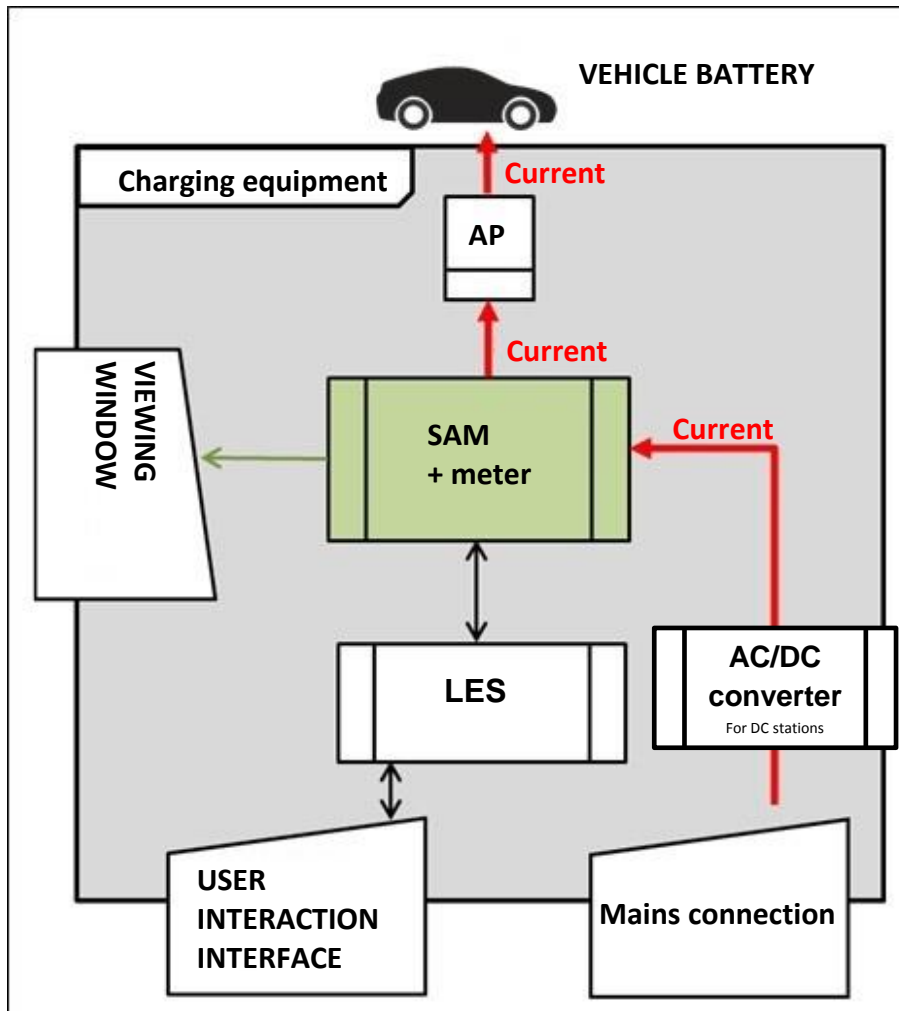 VEHICLE BATTERY
Charging equipment
Current
AP
Current
VIEWING
WINDOW
SAM
+ meter
Current
LES
AC/DC
converter
For DC stations
USER
INTERACTION
INTERFACE
Mains connection